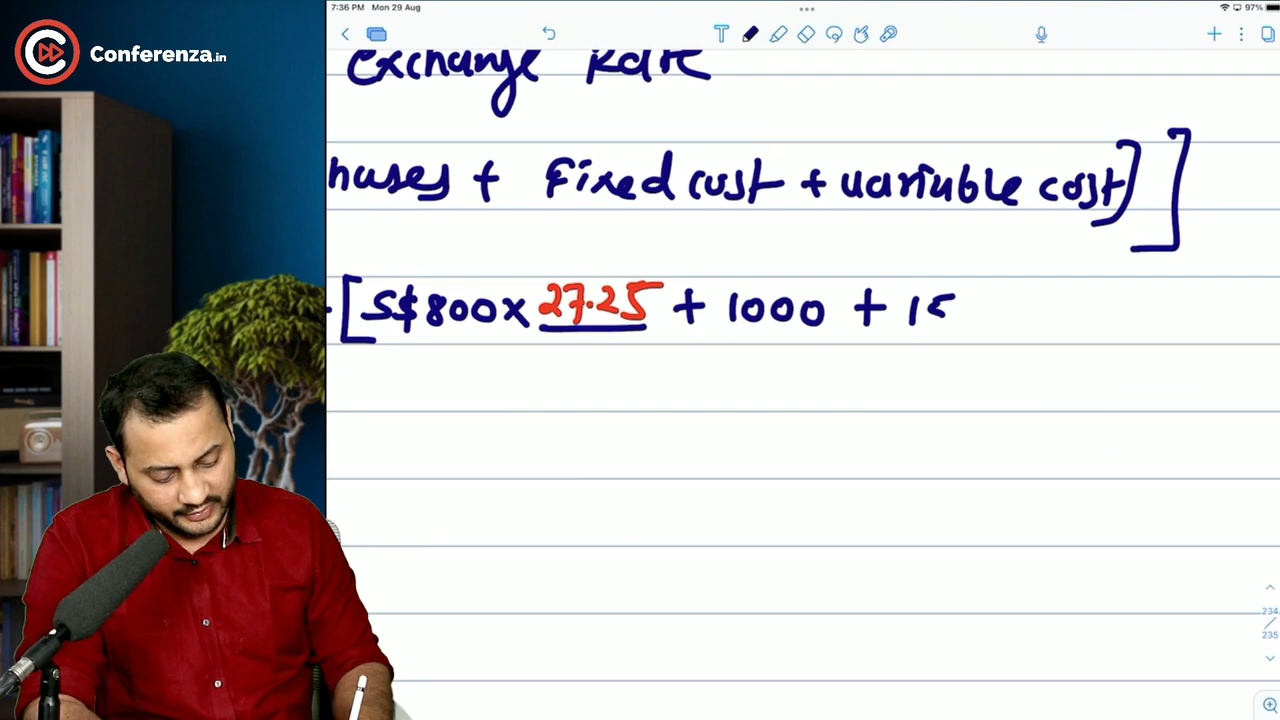 7:36 PM Mon 29 Aug
97%
Conferenza.in
Exchange Rate
hases + Fixed cost + variable cost)]
[S$800x 27.25 + 1000 + 15
234
235